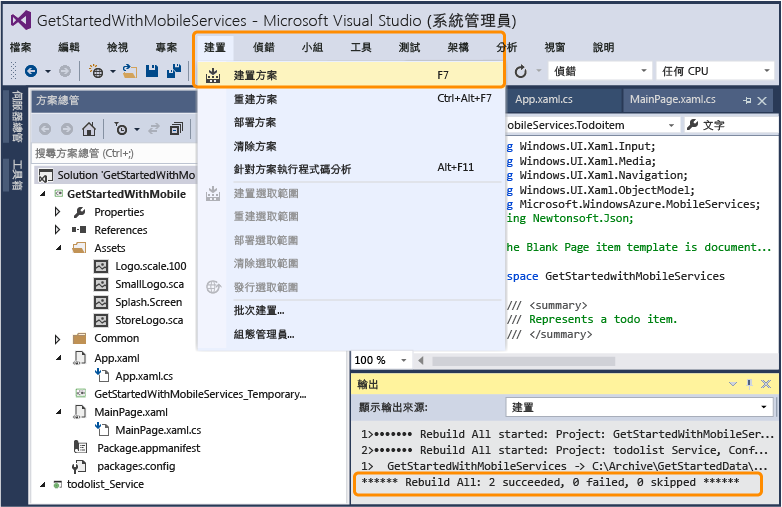 GetStartedWithMobileServices - Microsoft Visual Studio (系統管理員)
檔案 編輯 檢視 專案 建置 偵錯 小組 工具 測試 架構 分析 視窗 說明
偵錯 任何 CPU
建置方案 F7
重建方案 Ctrl+Alt+F7
部署方案
清除方案
針對方案執行程式碼分析 Alt+F11
建置選取範圍
重建選取範圍
部署選取範圍
清除選取範圍
發行選取範圍
批次建置...
組態管理員...
伺服器總管
工具箱
方案總管
搜尋方案總管 (Ctrl+;)
Solution 'GetStartedWithMo
GetStartedWithMobile
Properties
References
Assets
Logo.scale.100
SmallLogo.sca
Splash.Screen
StoreLogo.sca
Common
App.xaml
App.xaml.cs
GetStartedWithMobileServices_Temporary...
MainPage.xaml
MainPage.xaml.cs
Package.appmanifest
packages.config
todolist_Service
App.xaml.cs MainPage.xaml.cs
obileServices.Todoitem 文字
g Windows.UI.Xaml.Input;
g Windows.UI.Xaml.Media;
g Windows.UI.Xaml.Navigation;
g Windows.UI.Xaml.ObjectModel;
g Microsoft.WindowsAzure.MobileServices;
ing Newtonsoft.Json;
he Blank Page item template is document...
space GetStartedwithMobileServices
/// <summary>
/// Represents a todo item.
/// </summary>
100 %
輸出
顯示輸出來源: 建置
1>••••••• Rebuild All started: Project: GetStartedWithMobileSer...
2>••••••• Rebuild All started: Project: todolist Service, Conf...
1> GetStartedWithMobileServices -> C:\Archive\GetStartedData\...
****** Rebuild All: 2 succeeded, 0 failed, 0 skipped ******